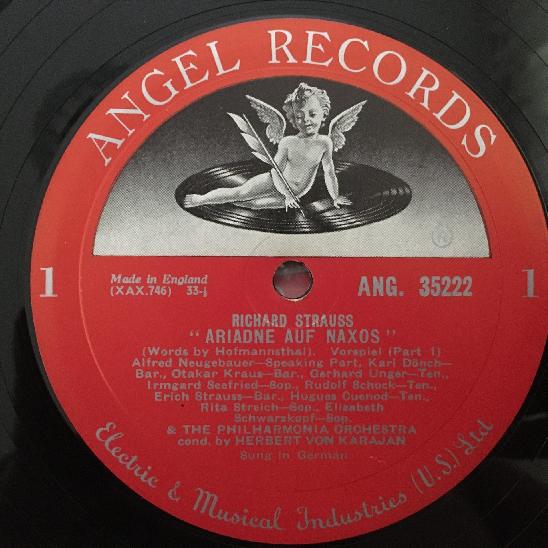 ANGEL RECORDS
1
1
Made in England
(XAX.746) 33-⅓
ANG. 35222
RICHARD STRAUSS
"ARIADNE AUF NAXOS"
(Words by Hofmannsthal). Vorspiel (Part 1)
Alfred Neugebauer—Speaking Part, Karl Dönch—
Bar., Otakar Kraus—Bar., Gerhard Unger—Ten.,
Irmgard Seefried—Sop., Rudolf Schock—Ten.,
Erich Strauss—Bar., Hugues Cuenod—Ten.,
Rita Streich—Sop., Elizabeth
Schwarzkopf—Sop.
& THE PHILHARMONIA ORCHESTRA
cond. by HERBERT VON KARAJAN
Sung in German
Electric & Musical Industries (U.S.) Ltd